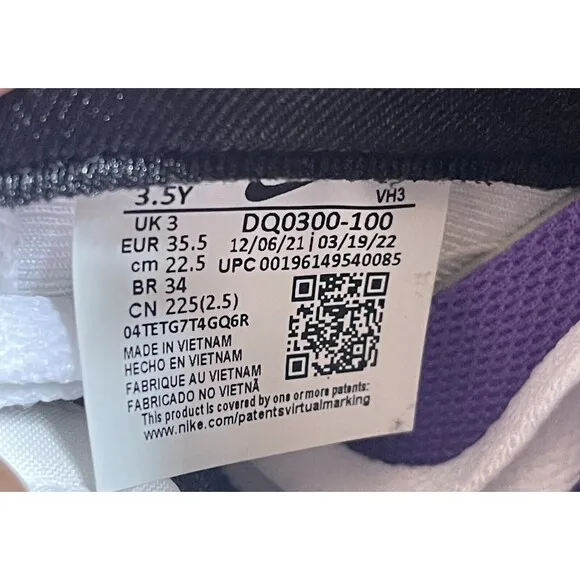 3.5Y
VH3
UK 3
DQ0300-100
EUR 35.5
12/06/21 | 03/19/22
cm 22.5
UPC 00196149540085
BR 34
CN 225(2.5)
04TETG7T4GQ6R
MADE IN VIETNAM
HECHO EN VIETNAM
FABRIQUE AU VIETNAM
FABRICADO NO VIETNÃ
This product is covered by one or more patents:
www.nike.com/patentsvirtualmarking